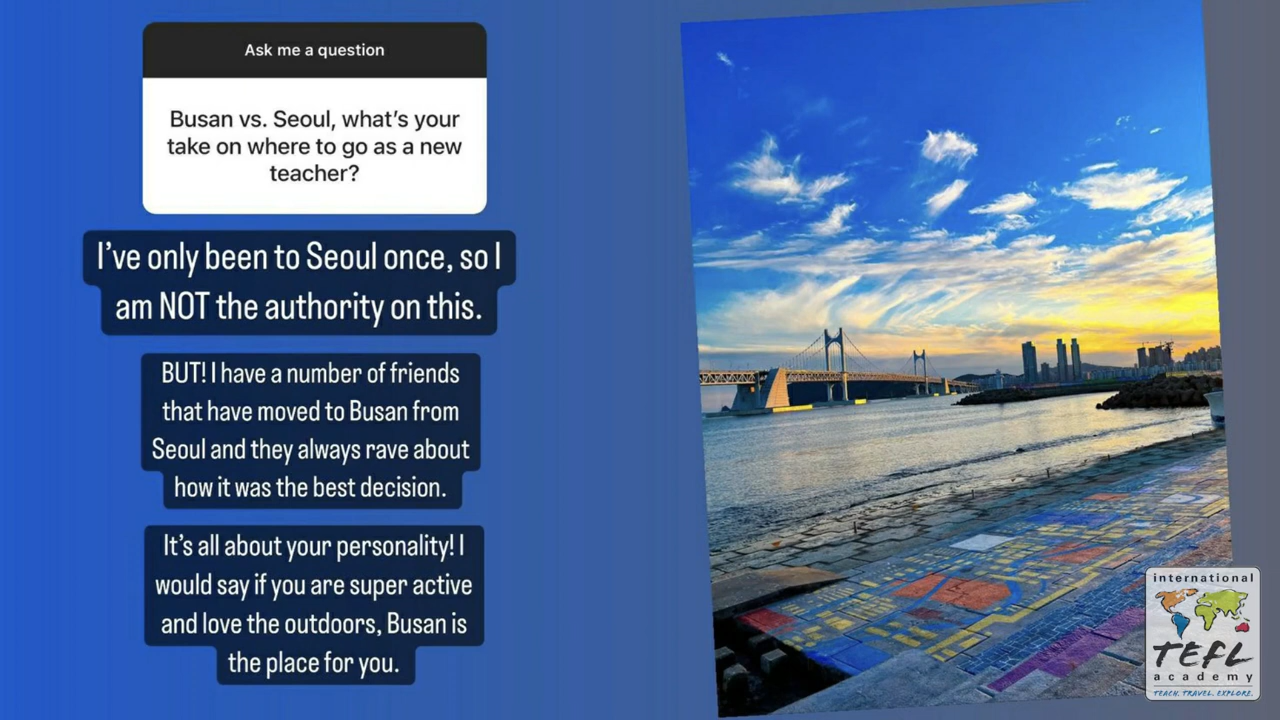 Ask me a question
Busan vs. Seoul, what's your
take on where to go as a new
teacher?
I've only been to Seoul once, so I
am NOT the authority on this.
BUT! I have a number of friends
that have moved to Busan from
Seoul and they always rave about
how it was the best decision.
It's all about your personality! I
would say if you are super active
and love the outdoors, Busan is
the place for you.
international
TEFL
academy
TEACH. TRAVEL. EXPLORE.